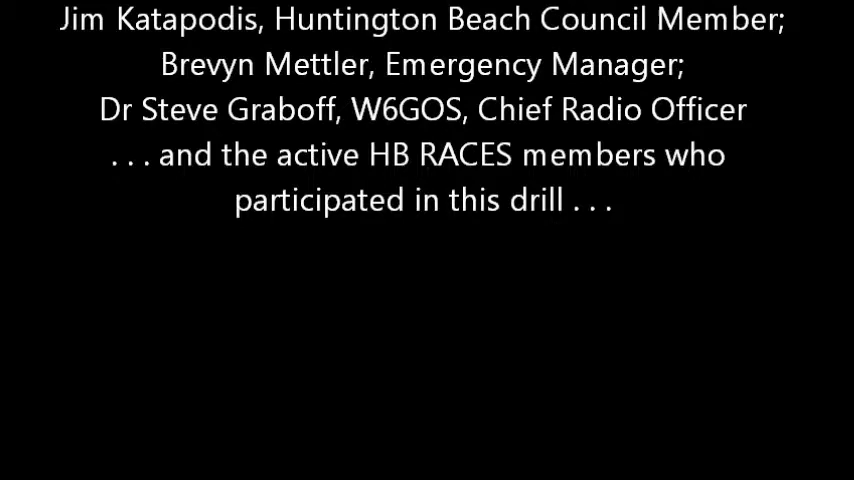 Jim Katapodis, Huntington Beach Council Member;
Brevyn Mettler, Emergency Manager;
Dr Steve Graboff, W6GOS, Chief Radio Officer
. . . and the active HB RACES members who
participated in this drill . . .